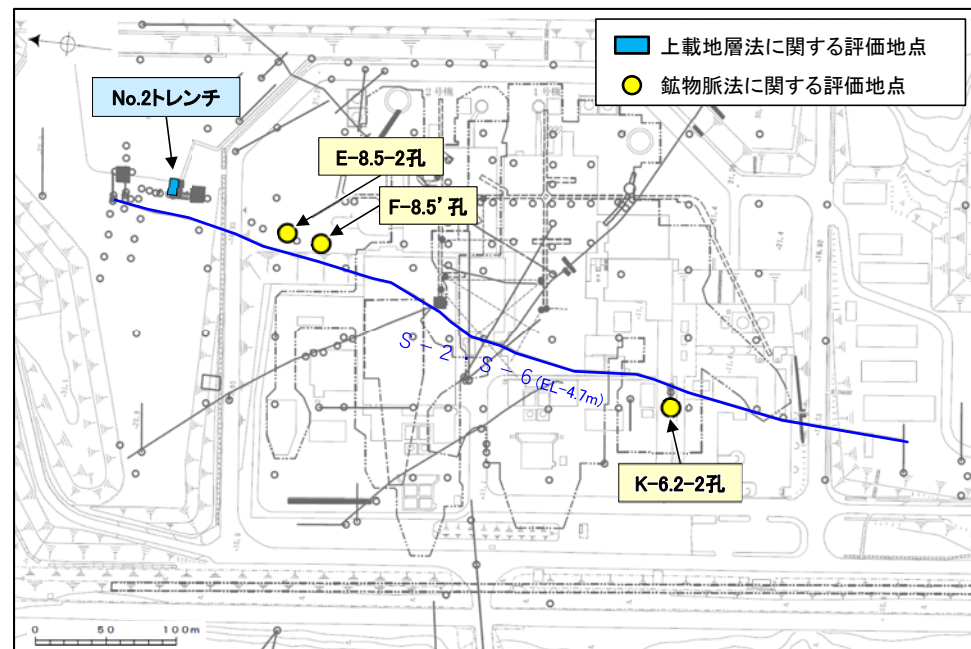 上載地層法に関する評価地点
鉱物脈法に関する評価地点
No.2トレンチ
2号機
1号機
E-8.5-2孔
F-8.5'孔
S-2・S-6(EL-4.7m)
K-6.2-2孔
0 50 100m